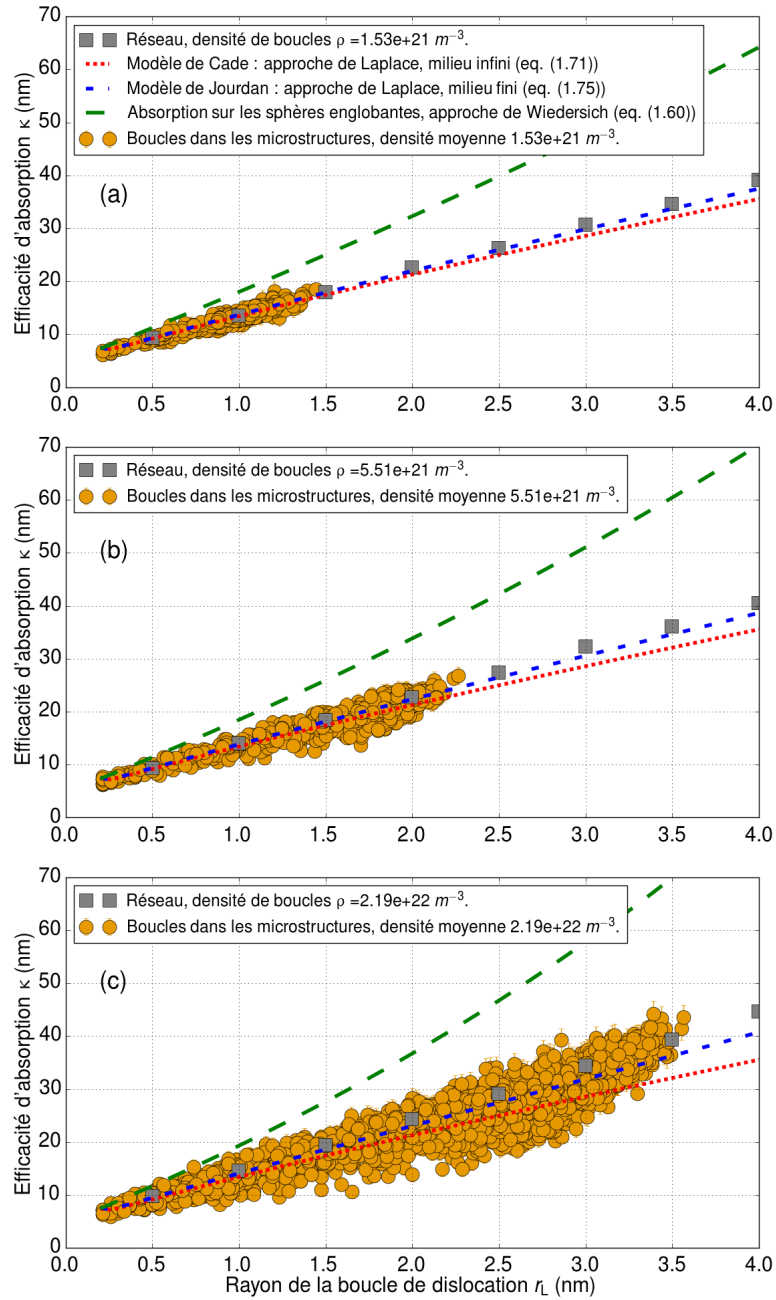 70
60
50
40
30
20
10
0
Efficacité d'absorption κ (nm)
Réseau, densité de boucles ρ =1.53e+21 m⁻³.
Modèle de Cade : approche de Laplace, milieu infini (eq. (1.71))
Modèle de Jourdan : approche de Laplace, milieu fini (eq. (1.75))
Absorption sur les sphères englobantes, approche de Wiedersich (eq. (1.60))
Boucles dans les microstructures, densité moyenne 1.53e+21 m⁻³.
(a)
0.0 0.5 1.0 1.5 2.0 2.5 3.0 3.5 4.0
70
60
50
40
30
20
10
0
Efficacité d'absorption κ (nm)
Réseau, densité de boucles ρ =5.51e+21 m⁻³.
Boucles dans les microstructures, densité moyenne 5.51e+21 m⁻³.
(b)
0.0 0.5 1.0 1.5 2.0 2.5 3.0 3.5 4.0
70
60
50
40
30
20
10
0
Efficacité d'absorption κ (nm)
Réseau, densité de boucles ρ =2.19e+22 m⁻³.
Boucles dans les microstructures, densité moyenne 2.19e+22 m⁻³.
(c)
0.0 0.5 1.0 1.5 2.0 2.5 3.0 3.5 4.0
Rayon de la boucle de dislocation r_L (nm)